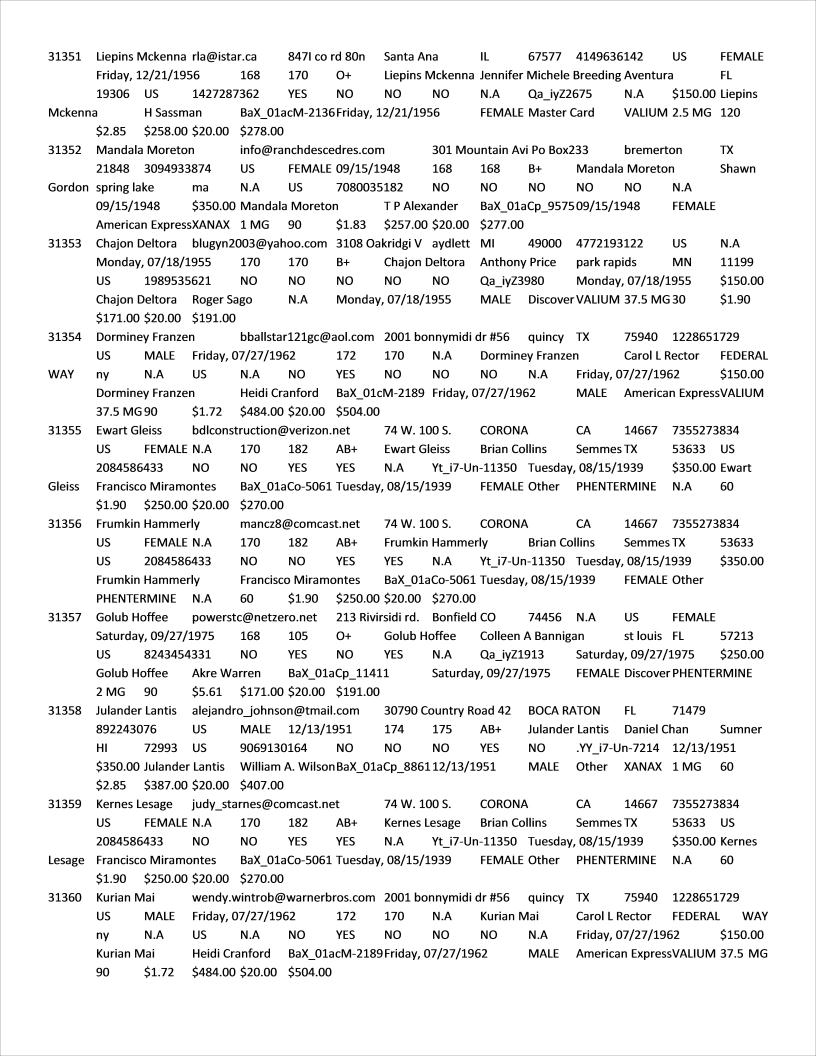 31351 Liepins Mckenna rla@istar.ca 847I co rd 80n Santa Ana IL 67577 4149636142 US FEMALE
Friday, 12/21/1956 168 170 O+ Liepins Mckenna Jennifer Michele Breeding Aventura FL
19306 US 1427287362 YES NO NO NO N.A Qa_iyZ2675 N.A $150.00 Liepins
Mckenna H Sassman BaX_01acM-2136 Friday, 12/21/1956 FEMALE Master Card VALIUM 2.5 MG 120
$2.85 $258.00 $20.00 $278.00
31352 Mandala Moreton info@ranchdescedres.com 301 Mountain Avi Po Box233 bremerton TX
21848 3094933874 US FEMALE 09/15/1948 168 168 B+ Mandala Moreton Shawn
Gordon spring lake ma N.A US 7080035182 NO NO NO NO NO N.A
09/15/1948 $350.00 Mandala Moreton T P Alexander BaX_01aCp_9575 09/15/1948 FEMALE
American Express XANAX 1 MG 90 $1.83 $257.00 $20.00 $277.00
31353 Chajon Deltora blugyn2003@yahoo.com 3108 Oakridgi V aydlett MI 49000 4772193122 US N.A
Monday, 07/18/1955 170 170 B+ Chajon Deltora Anthony Price park rapids MN 11199
US 1989535621 NO NO NO NO NO Qa_iyZ3980 Monday, 07/18/1955 $150.00
Chajon Deltora Roger Sago N.A Monday, 07/18/1955 MALE Discover VALIUM 37.5 MG 30 $1.90
$171.00 $20.00 $191.00
31354 Dorminey Franzen bballstar121gc@aol.com 2001 bonnymidi dr #56 quincy TX 75940 1228651729
US MALE Friday, 07/27/1962 172 170 N.A Dorminey Franzen Carol L Rector FEDERAL
WAY ny N.A US N.A NO YES NO NO NO N.A Friday, 07/27/1962 $150.00
Dorminey Franzen Heidi Cranford BaX_01cM-2189 Friday, 07/27/1962 MALE American Express VALIUM
37.5 MG 90 $1.72 $484.00 $20.00 $504.00
31355 Ewart Gleiss bdlconstruction@verizon.net 74 W. 100 S. CORONA CA 14667 7355273834
US FEMALE N.A 170 182 AB+ Ewart Gleiss Brian Collins Semmes TX 53633 US
2084586433 NO NO YES YES N.A Yt_i7-Un-11350 Tuesday, 08/15/1939 $350.00 Ewart
Gleiss Francisco Miramontes BaX_01aCo-5061 Tuesday, 08/15/1939 FEMALE Other PHENTERMINE N.A 60
$1.90 $250.00 $20.00 $270.00
31356 Frumkin Hammerly mancz8@comcast.net 74 W. 100 S. CORONA CA 14667 7355273834
US FEMALE N.A 170 182 AB+ Frumkin Hammerly Brian Collins Semmes TX 53633
US 2084586433 NO NO YES YES N.A Yt_i7-Un-11350 Tuesday, 08/15/1939 $350.00
Frumkin Hammerly Francisco Miramontes BaX_01aCo-5061 Tuesday, 08/15/1939 FEMALE Other
PHENTERMINE N.A 60 $1.90 $250.00 $20.00 $270.00
31357 Golub Hoffee powerstc@netzero.net 213 Rivirsidi rd. Bonfield CO 74456 N.A US FEMALE
Saturday, 09/27/1975 168 105 O+ Golub Hoffee Colleen A Bannigan st louis FL 57213
US 8243454331 NO YES NO YES N.A Qa_iyZ1913 Saturday, 09/27/1975 $250.00
Golub Hoffee Akre Warren BaX_01aCp_11411 Saturday, 09/27/1975 FEMALE Discover PHENTERMINE
2 MG 90 $5.61 $171.00 $20.00 $191.00
31358 Julander Lantis alejandro_johnson@tmail.com 30790 Country Road 42 BOCA RATON FL 71479
892243076 US MALE 12/13/1951 174 175 AB+ Julander Lantis Daniel Chan Sumner
HI 72993 US 9069130164 NO NO NO YES NO .YY_i7-Un-7214 12/13/1951
$350.00 Julander Lantis William A. Wilson BaX_01aCp_8861 12/13/1951 MALE Other XANAX 1 MG 60
$2.85 $387.00 $20.00 $407.00
31359 Kernes Lesage judy_starnes@comcast.net 74 W. 100 S. CORONA CA 14667 7355273834
US FEMALE N.A 170 182 AB+ Kernes Lesage Brian Collins Semmes TX 53633 US
2084586433 NO NO YES YES N.A Yt_i7-Un-11350 Tuesday, 08/15/1939 $350.00 Kernes
Lesage Francisco Miramontes BaX_01aCo-5061 Tuesday, 08/15/1939 FEMALE Other PHENTERMINE N.A 60
$1.90 $250.00 $20.00 $270.00
31360 Kurian Mai wendy.wintrob@warnerbros.com 2001 bonnymidi dr #56 quincy TX 75940 1228651729
US MALE Friday, 07/27/1962 172 170 N.A Kurian Mai Carol L Rector FEDERAL WAY
ny N.A US N.A NO YES NO NO NO N.A Friday, 07/27/1962 $150.00
Kurian Mai Heidi Cranford BaX_01acM-2189 Friday, 07/27/1962 MALE American Express VALIUM 37.5 MG
90 $1.72 $484.00 $20.00 $504.00